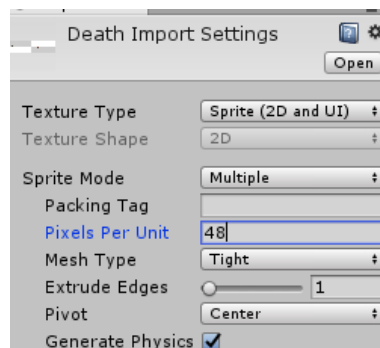 Death Import Settings
Open
Texture Type Sprite (2D and UI)
Texture Shape 2D
Sprite Mode Multiple
Packing Tag
Pixels Per Unit 48
Mesh Type Tight
Extrude Edges 1
Pivot Center
Generate Physics